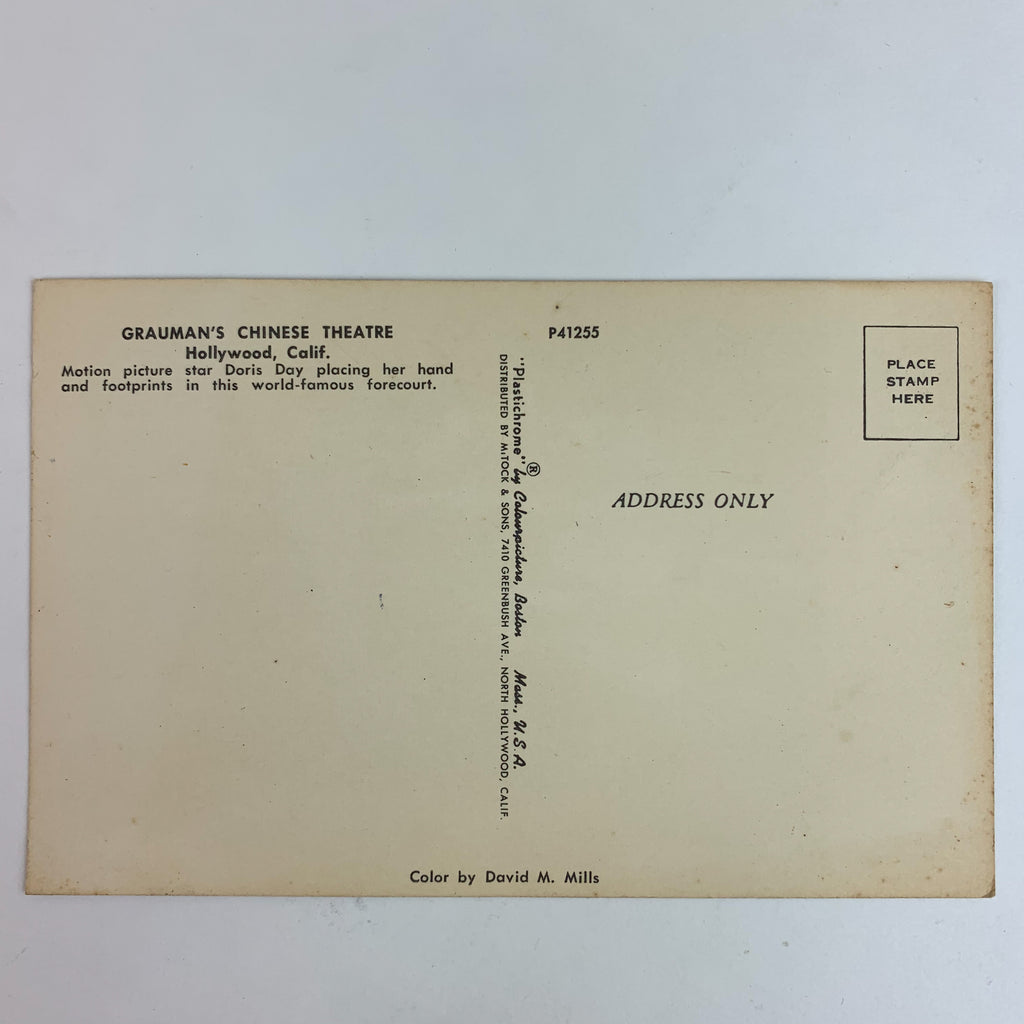 GRAUMAN'S CHINESE THEATRE
Hollywood, Calif.
Motion picture star Doris Day placing her hand
and footprints in this world-famous forecourt.
P41255
"Plastichrome"® by Colourpicture, Boston Mass., U.S.A.
DISTRIBUTED BY MITOCK & SONS, 7410 GREENBUSH AVE., NORTH HOLLYWOOD, CALIF.
PLACE
STAMP
HERE
ADDRESS ONLY
Color by David M. Mills